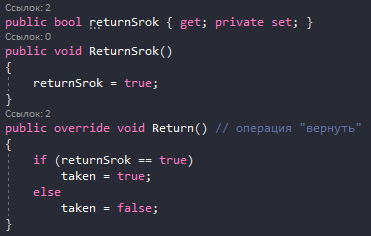 Ссылок: 2
public bool returnSrok { get; private set; }
Ссылок: 0
public void ReturnSrok()
{
returnSrok = true;
}
Ссылок: 2
public override void Return() // операция "вернуть"
{
if (returnSrok == true)
taken = true;
else
taken = false;
}